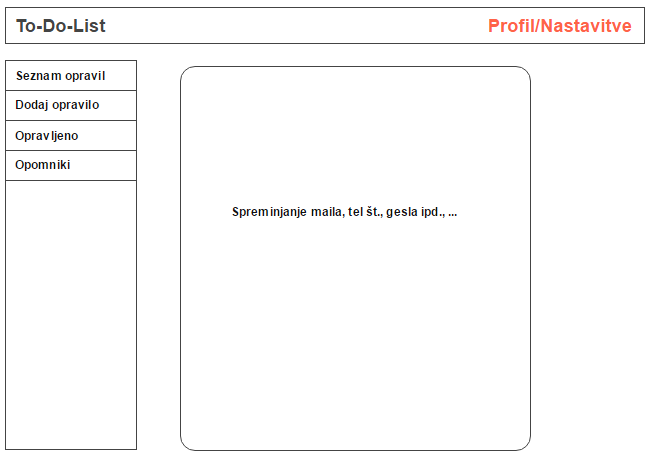 To-Do-List
Profil/Nastavitve
Seznam opravil
Dodaj opravilo
Opravljeno
Opomniki
Spreminjanje maila, tel št., gesla ipd., ...